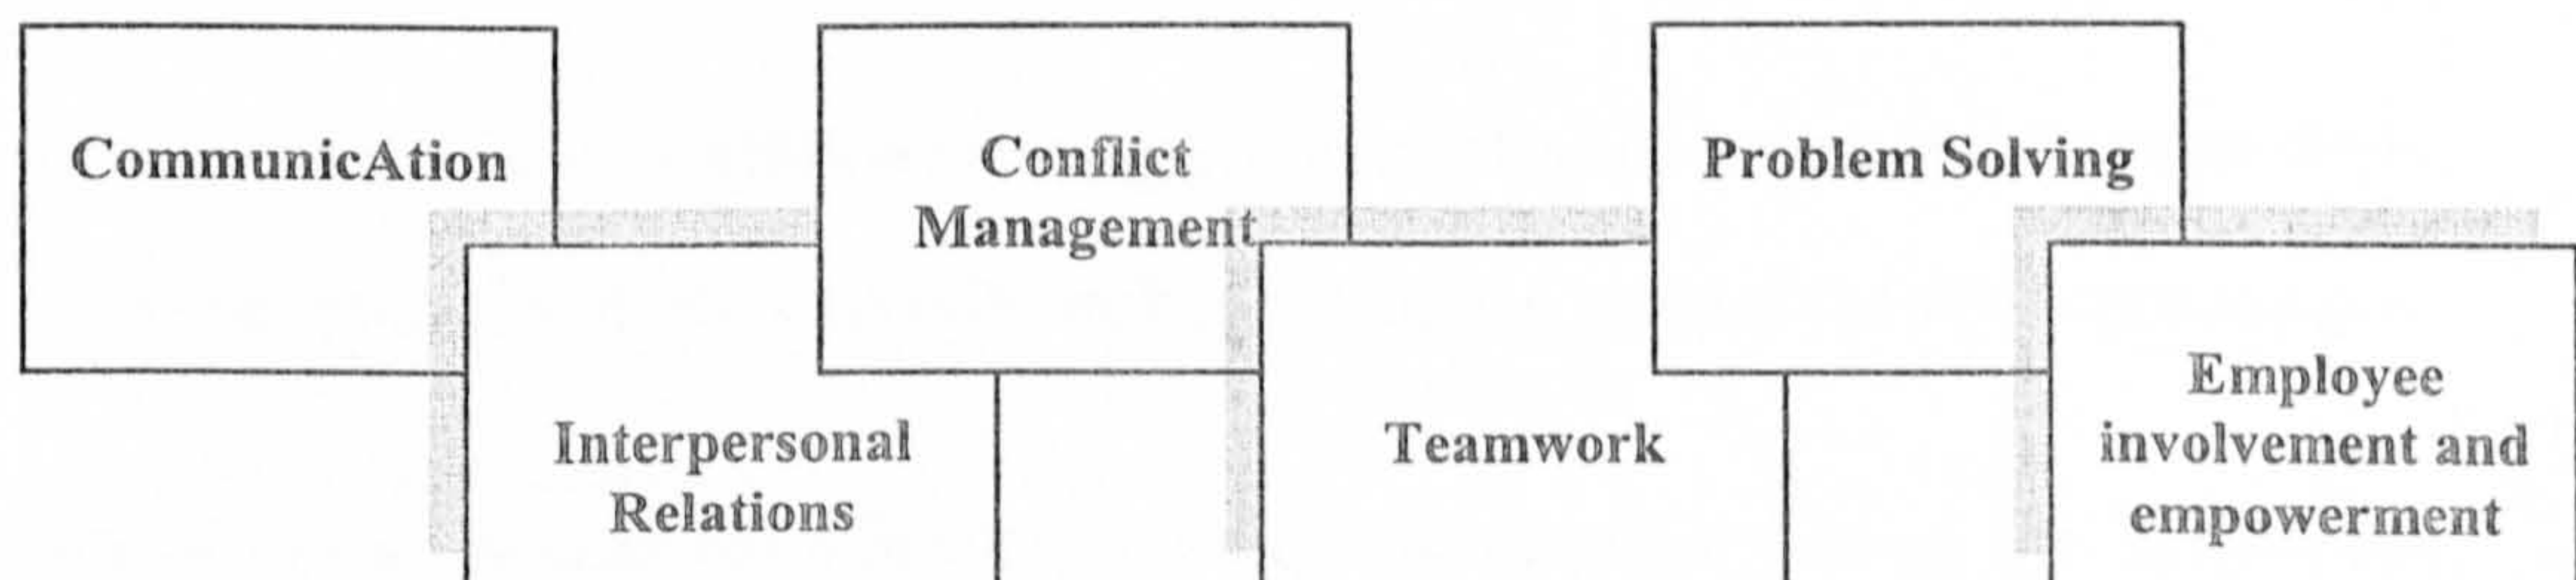 CommunicAtion
Conflict
Management
Problem Solving
Interpersonal
Relations
Teamwork
Employee
involvement and
empowerment